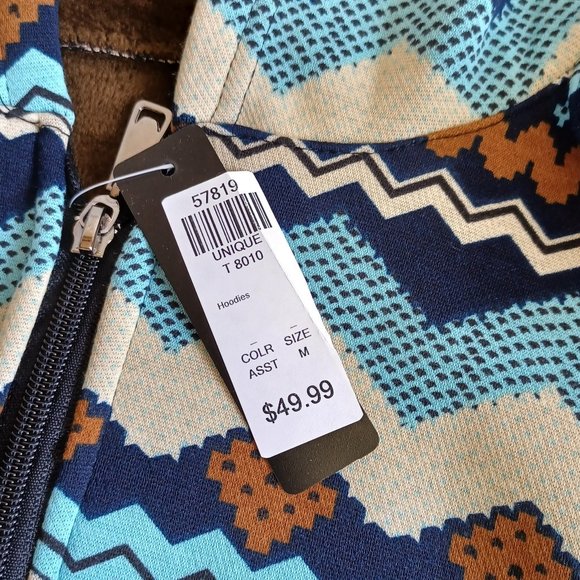 57819
UNIQUE
T 8010
Hoodies
COLR SIZE
ASST M
$49.99